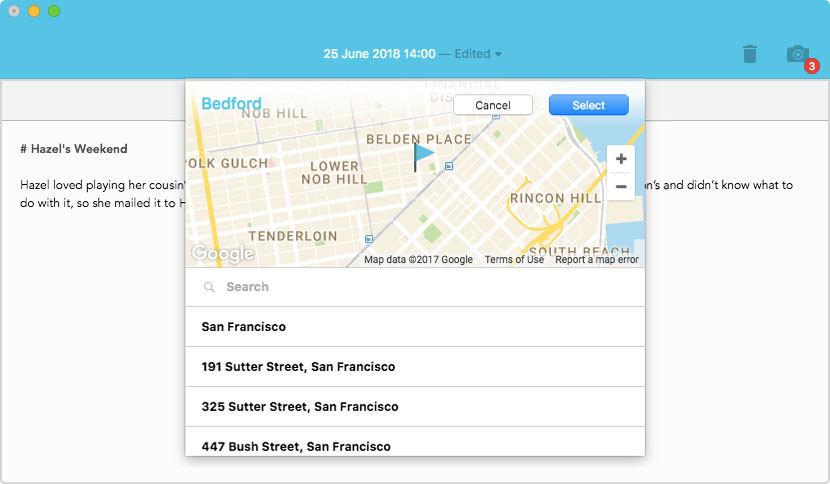 25 June 2018 14:00 — Edited
3
Bedford
Cancel
Select
FINANCIAL
NOB HILL
BELDEN PLACE
POLK GULCH
LOWER
NOB HILL
RINCON HILL
TENDERLOIN
SOUTH BEACH
+
−
Google
Map data ©2017 Google Terms of Use Report a map error
Search
San Francisco
191 Sutter Street, San Francisco
325 Sutter Street, San Francisco
447 Bush Street, San Francisco
# Hazel's Weekend
Hazel loved playing her cousin' n's and didn't know what to
do with it, so she mailed it to H